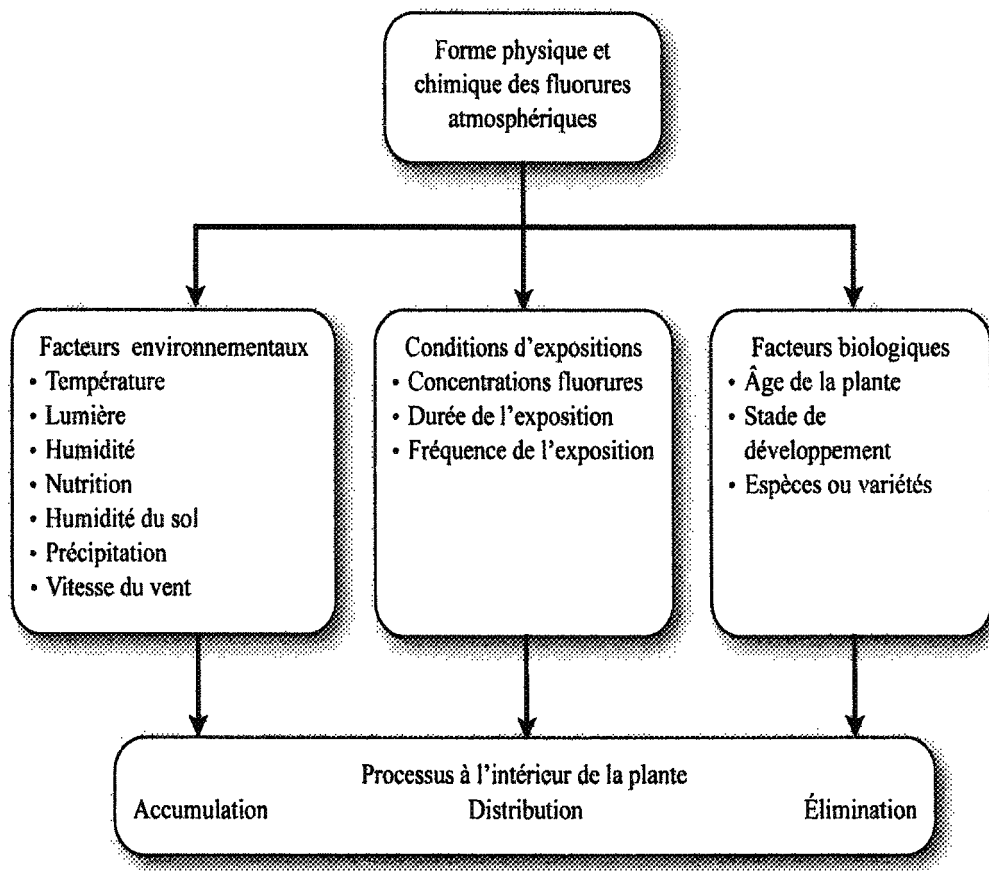 Forme physique et
chimique des fluorures
atmosphériques
Facteurs environnementaux
• Température
• Lumière
• Humidité
• Nutrition
• Humidité du sol
• Précipitation
• Vitesse du vent
Conditions d'expositions
• Concentrations fluorures
• Durée de l'exposition
• Fréquence de l'exposition
Facteurs biologiques
• Âge de la plante
• Stade de
développement
• Espèces ou variétés
Processus à l'intérieur de la plante
Accumulation Distribution Élimination